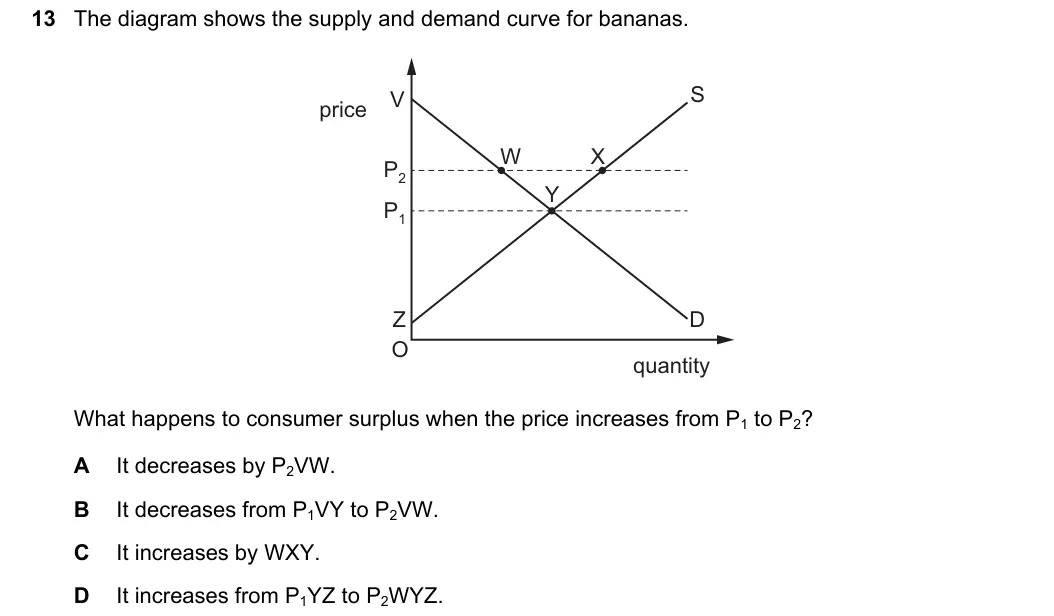 13 The diagram shows the supply and demand curve for bananas.
price
V
S
W
X
P2
Y
P1
Z
D
O
quantity
What happens to consumer surplus when the price increases from P1 to P2?
A It decreases by P2VW.
B It decreases from P1VY to P2VW.
C It increases by WXY.
D It increases from P1YZ to P2WYZ.